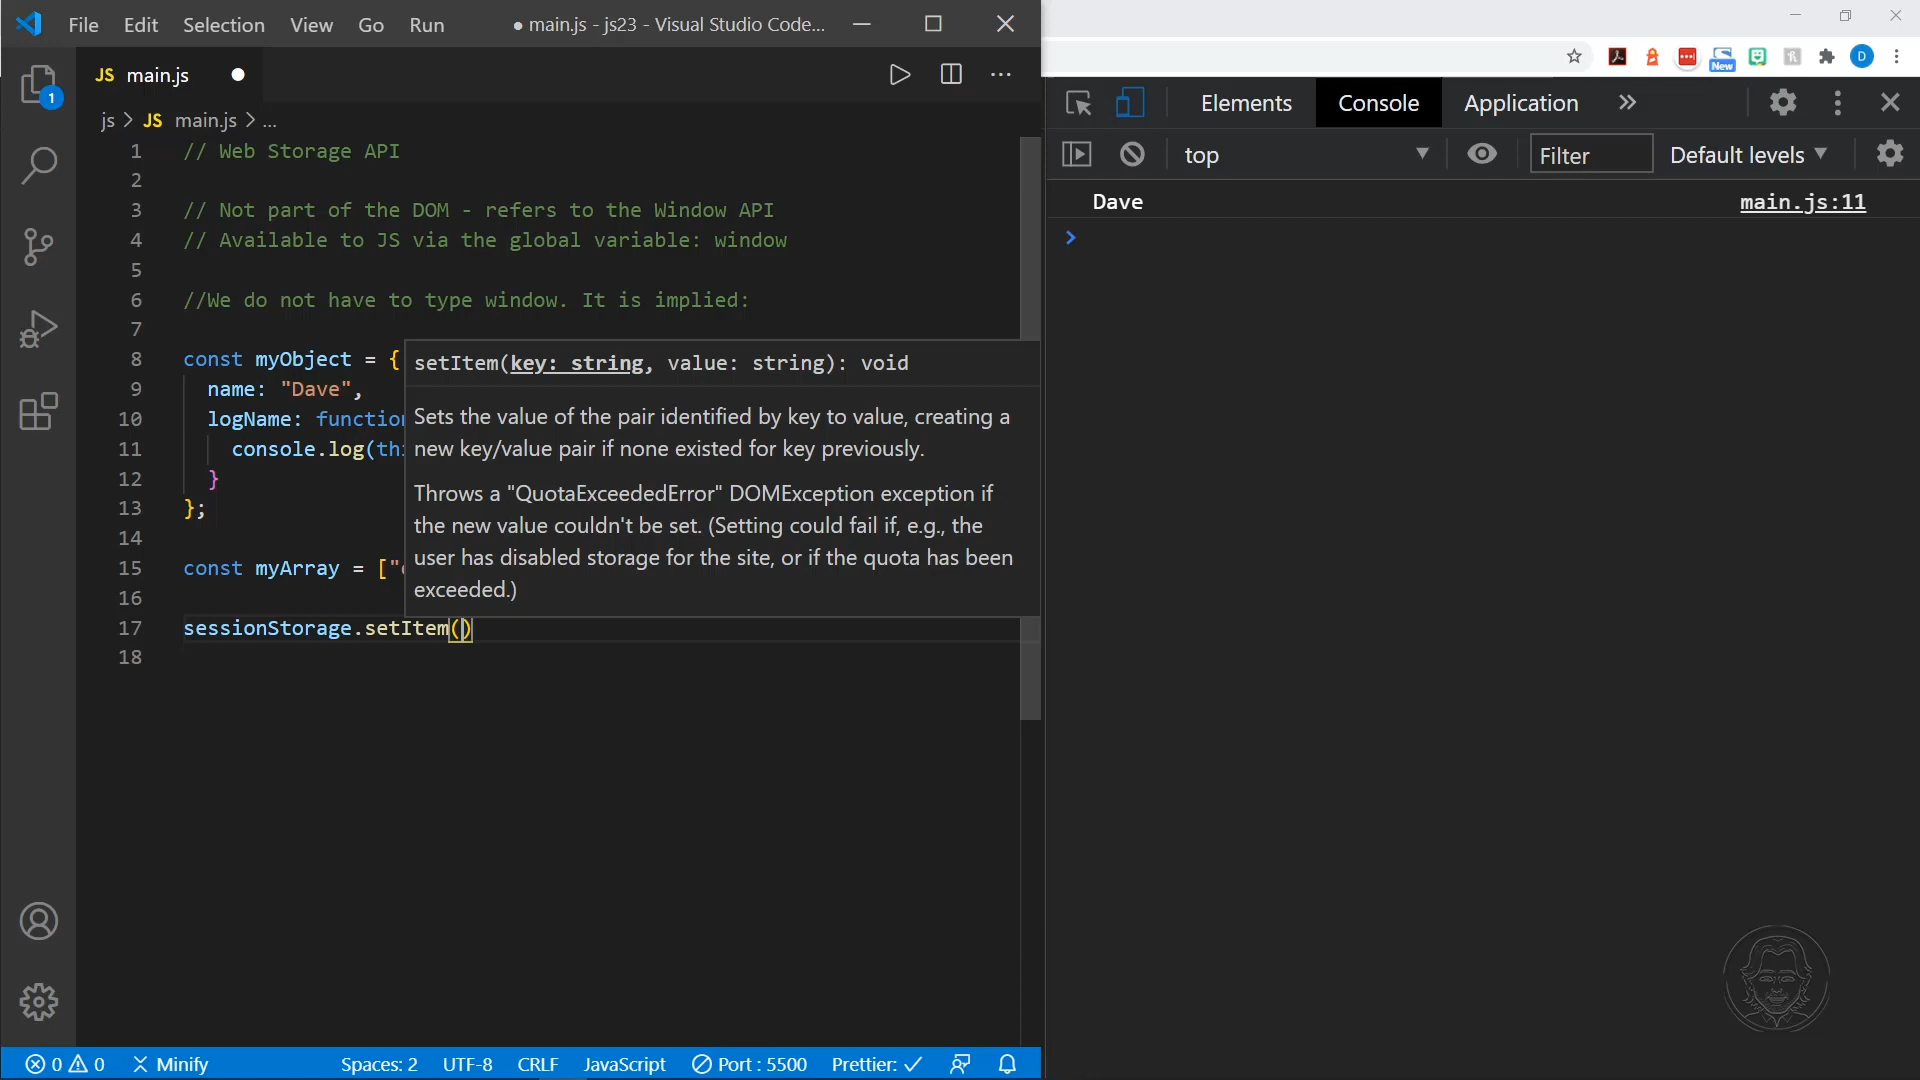 File Edit Selection View Go Run ● main.js - js23 - Visual Studio Code...
JS main.js
1
js > JS main.js > ...
1 // Web Storage API
2
3 // Not part of the DOM - refers to the Window API
4 // Available to JS via the global variable: window
5
6 //We do not have to type window. It is implied:
7
8 const myObject = {
9 name: "Dave",
10 logName: function
11 console.log(thi
12 }
13 };
14
15 const myArray = ["
16
17 sessionStorage.setItem()
18
setItem(key: string, value: string): void
Sets the value of the pair identified by key to value, creating a
new key/value pair if none existed for key previously.
Throws a "QuotaExceededError" DOMException exception if
the new value couldn't be set. (Setting could fail if, e.g., the
user has disabled storage for the site, or if the quota has been
exceeded.)
0 0 Minify Spaces: 2 UTF-8 CRLF JavaScript Port : 5500 Prettier: ✓
New D
Elements Console Application »
top Filter Default levels
Dave main.js:11